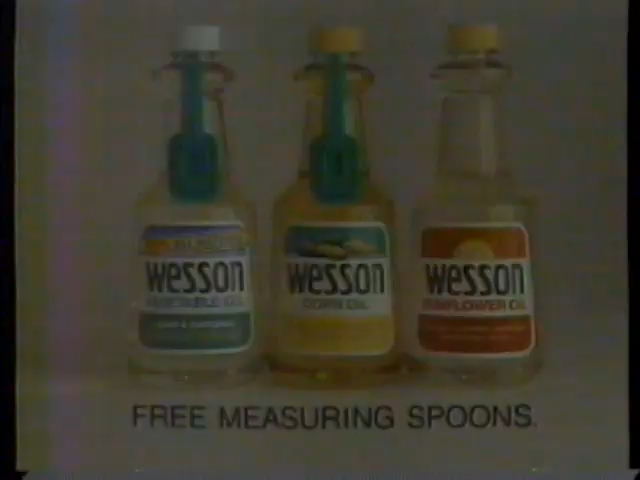 wesson
VEGETABLE OIL
wesson
CORN OIL
wesson
SUNFLOWER OIL
FREE MEASURING SPOONS.